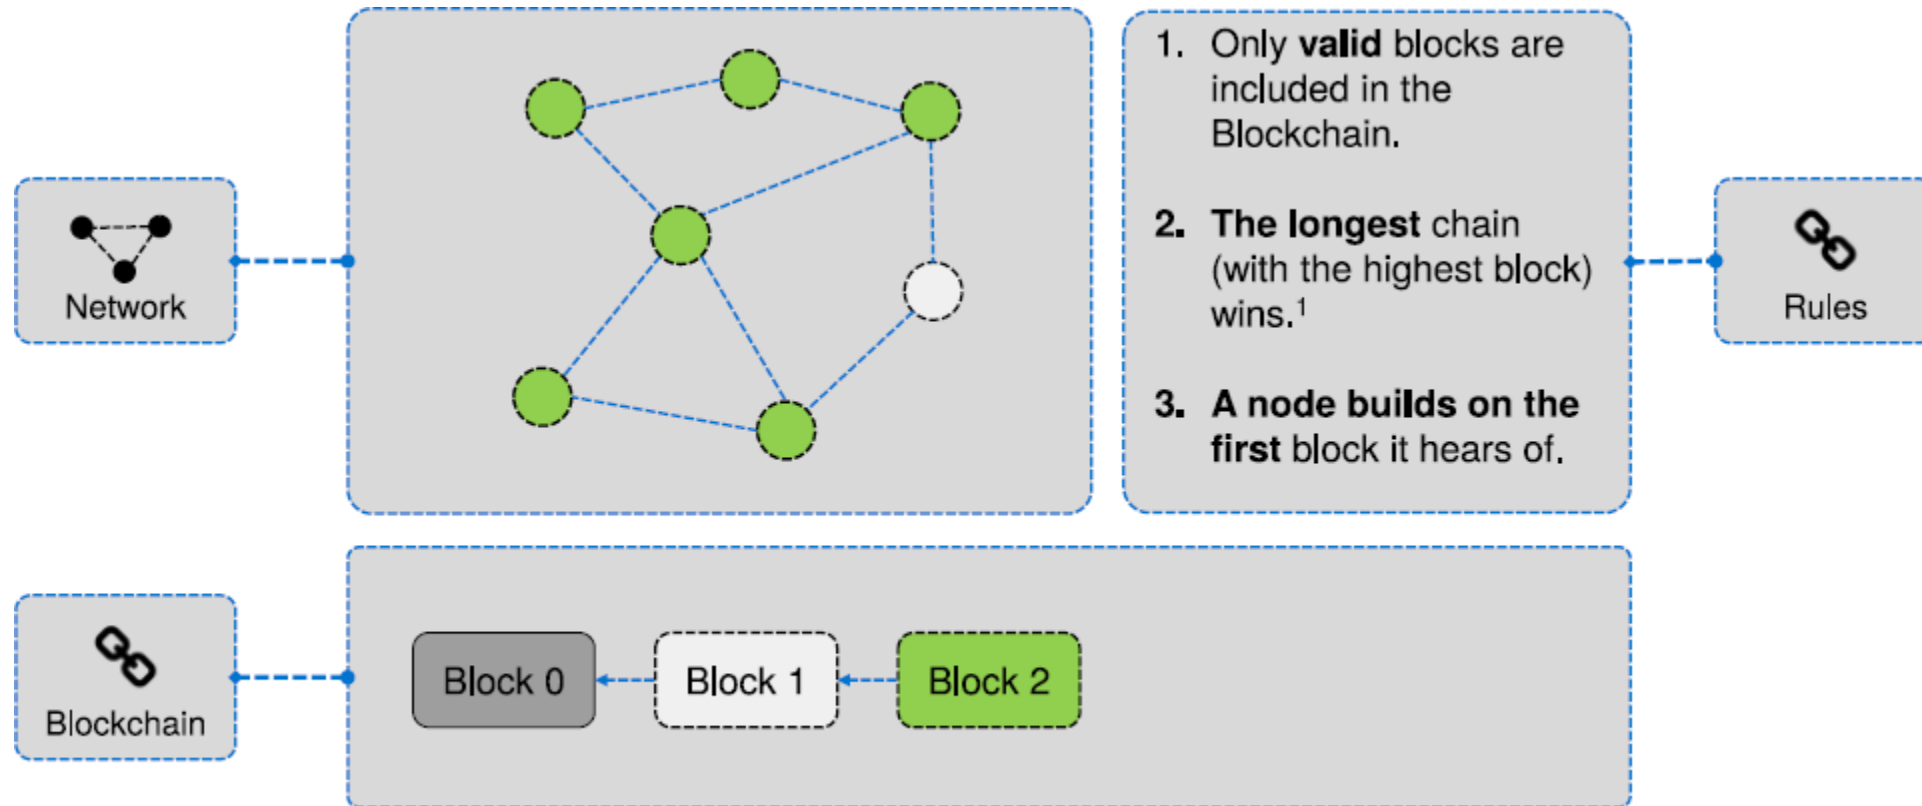 Network
1. Only valid blocks are
included in the
Blockchain.
2. The longest chain
(with the highest block)
wins.¹
3. A node builds on the
first block it hears of.
Rules
Blockchain
Block 0
Block 1
Block 2